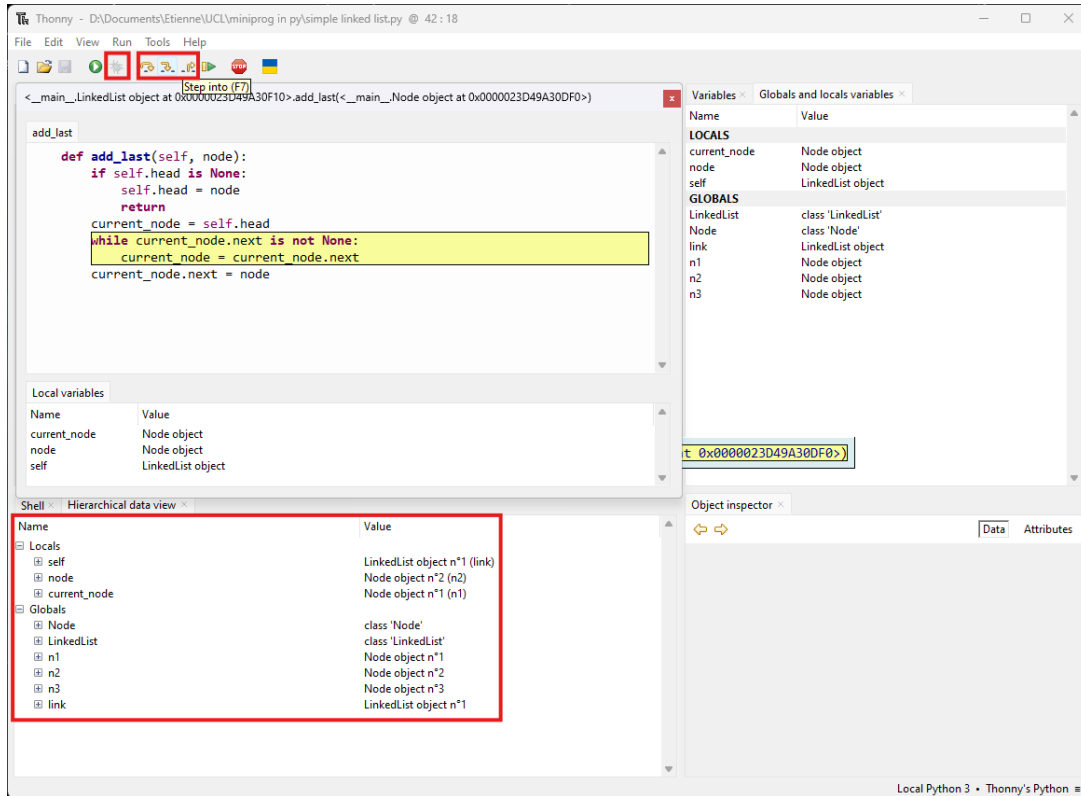 Thonny - D:\Documents\Etienne\UCL\miniprog in py\simple linked list.py @ 42 : 18
File Edit View Run Tools Help
STOP
Step into (F7)
<__main__.LinkedList object at 0x0000023D49A30F10>.add_last(<__main__.Node object at 0x0000023D49A30DF0>)
x
add_last
def add_last(self, node):
if self.head is None:
self.head = node
return
current_node = self.head
while current_node.next is not None:
current_node = current_node.next
current_node.next = node
Local variables
Name Value
current_node Node object
node Node object
self LinkedList object
Variables Globals and locals variables
Name Value
LOCALS
current_node Node object
node Node object
self LinkedList object
GLOBALS
LinkedList class 'LinkedList'
Node class 'Node'
link LinkedList object
n1 Node object
n2 Node object
n3 Node object
t 0x0000023D49A30DF0>)
Shell Hierarchical data view
Name Value
Locals
self LinkedList object n°1 (link)
node Node object n°2 (n2)
current_node Node object n°1 (n1)
Globals
Node class 'Node'
LinkedList class 'LinkedList'
n1 Node object n°1
n2 Node object n°2
n3 Node object n°3
link LinkedList object n°1
Object inspector
Data Attributes
Local Python 3 • Thonny's Python ≡